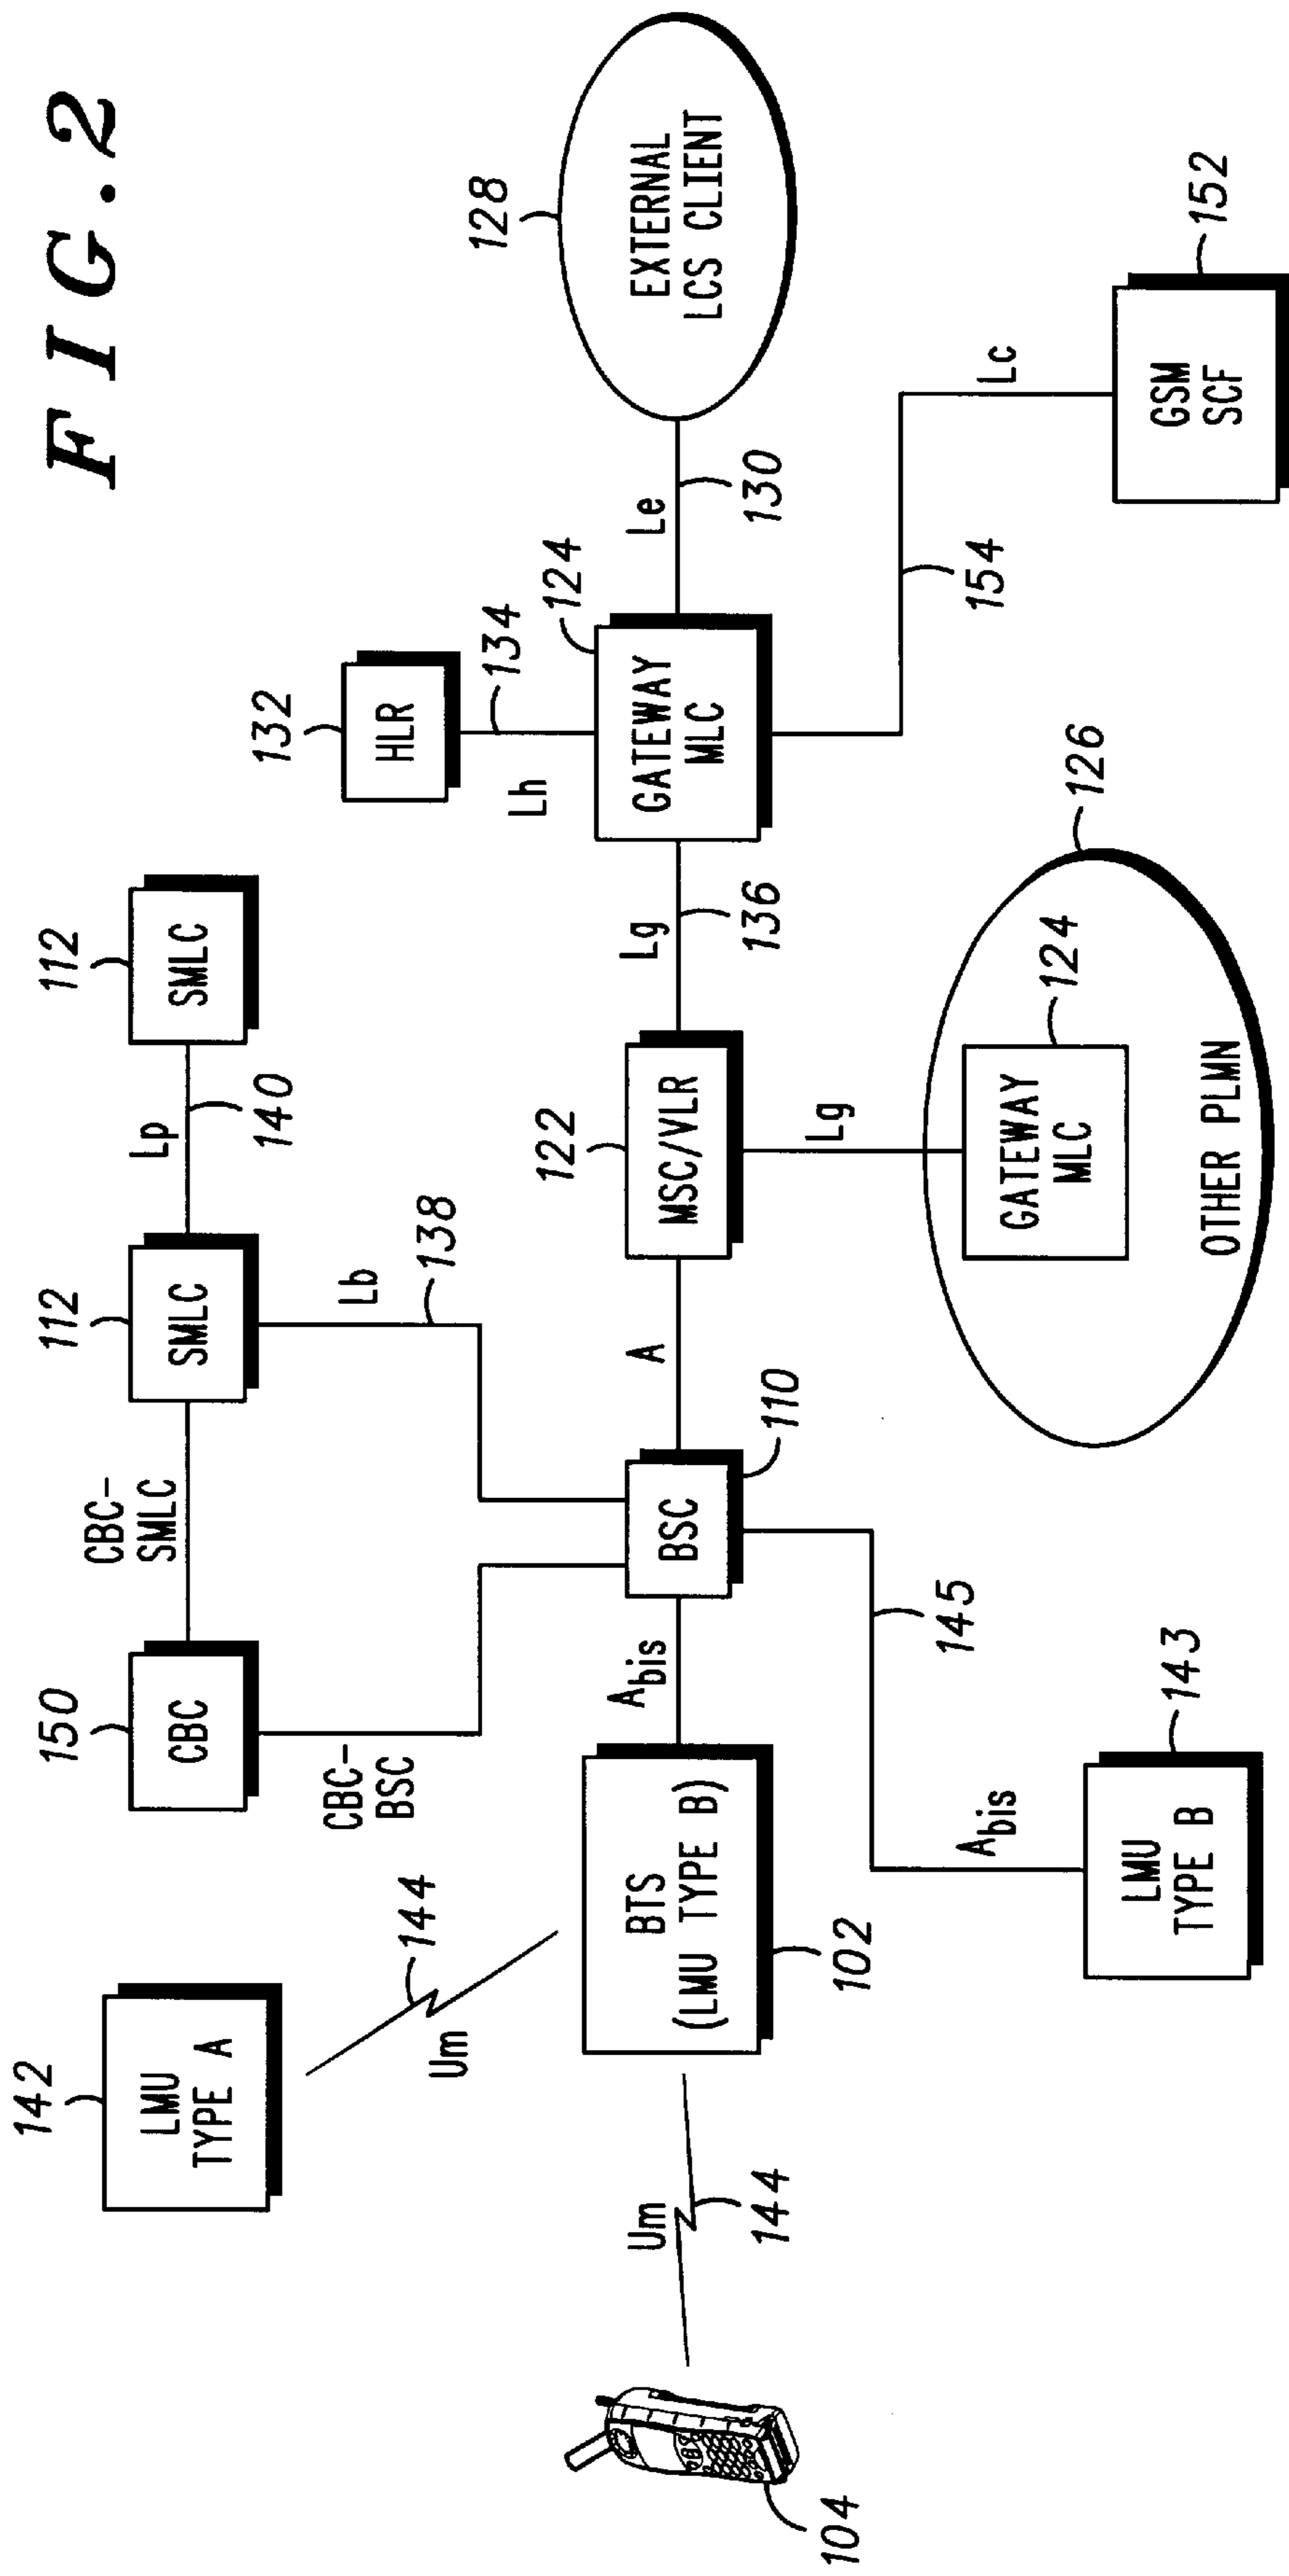 FIG. 2
142
LMU
TYPE A
150
CBC
CBC-
SMLC
112
SMLC
Lp
140
112
SMLC
144
Um
CBC-
BSC
Lb
138
132
HLR
Lh
134
128
EXTERNAL
LCS CLIENT
104
Um
144
BTS
(LMU TYPE B)
102
Abis
BSC
110
A
122
MSC/VLR
Lg
136
124
GATEWAY
MLC
Le
130
145
Abis
LMU
TYPE B
143
Lg
GATEWAY
MLC
124
OTHER PLMN
126
154
Lc
GSM
SCF
152